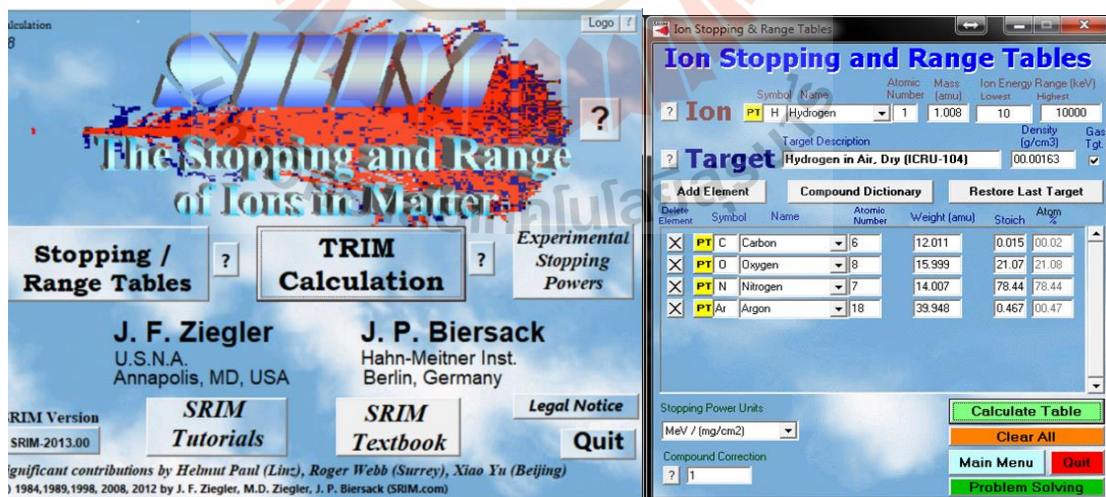 Logo ?
SRIM
?
The Stopping and Range
of Ions in Matter
Stopping /
Range Tables
?
TRIM
Calculation
?
Experimental
Stopping
Powers
J. F. Ziegler
U.S.N.A.
Annapolis, MD, USA
J. P. Biersack
Hahn-Meitner Inst.
Berlin, Germany
SRIM Version
SRIM-2013.00
SRIM
Tutorials
SRIM
Textbook
Legal Notice
Quit
Significant contributions by Helmut Paul (Linz), Roger Webb (Surrey), Xiao Yu (Beijing)
1984,1989,1998, 2008, 2012 by J. F. Ziegler, M.D. Ziegler, J. P. Biersack (SRIM.com)
Ion Stopping & Range Tables
Ion Stopping and Range Tables
Symbol Name Atomic Number Mass (amu) Ion Energy Range (keV) Lowest Highest
? Ion PT H Hydrogen 1 1.008 10 10000
Target Description Density (g/cm3) Gas Tgt.
? Target Hydrogen in Air, Dry (ICRU-104) 00.00163
Add Element Compound Dictionary Restore Last Target
Delete Element Symbol Name Atomic Number Weight (amu) Stoich Atom %
X PT C Carbon 6 12.011 0.015 00.02
X PT O Oxygen 8 15.999 21.07 21.08
X PT N Nitrogen 7 14.007 78.44 78.44
X PT Ar Argon 18 39.948 0.467 00.47
Stopping Power Units
MeV / (mg/cm2)
Compound Correction
? 1
Calculate Table
Clear All
Main Menu Quit
Problem Solving